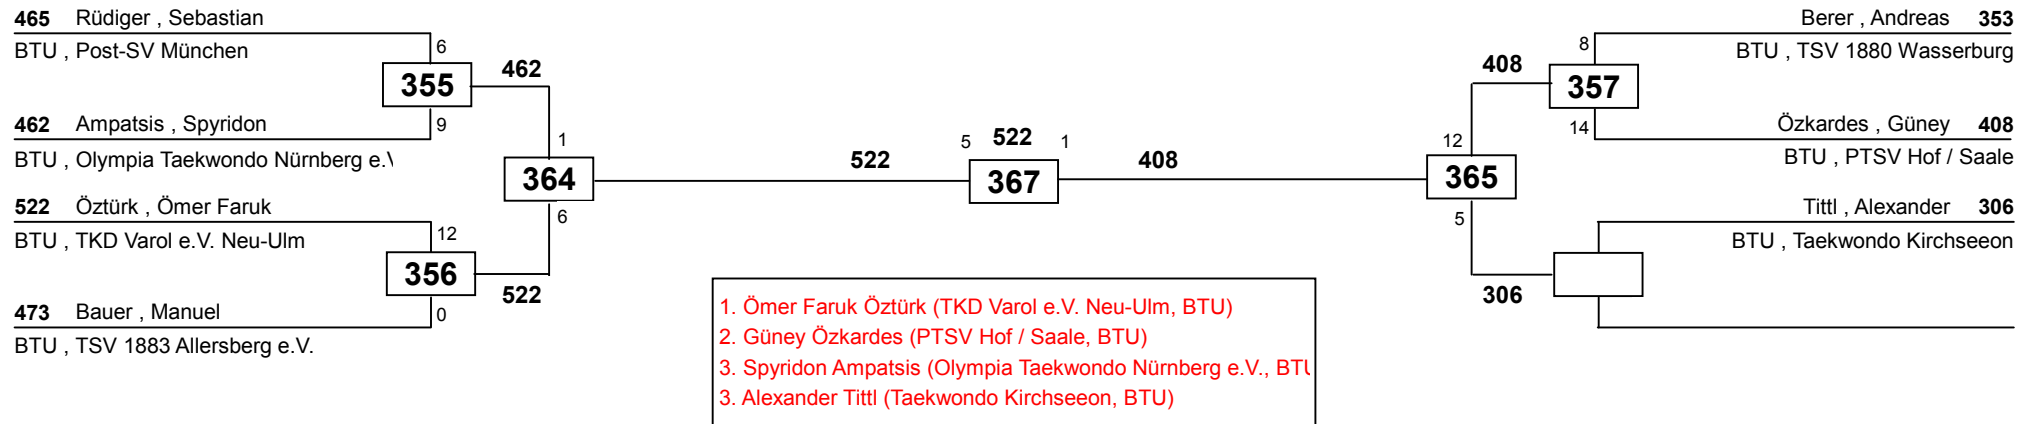 465 Rüdiger , Sebastian
BTU , Post-SV München
6
355
462
9
462 Ampatsis , Spyridon
BTU , Olympia Taekwondo Nürnberg e.V
1
364
6
522 Öztürk , Ömer Faruk
BTU , TKD Varol e.V. Neu-Ulm
12
356
522
0
473 Bauer , Manuel
BTU , TSV 1883 Allersberg e.V.
522
5 522 1
367
408
Berer , Andreas 353
BTU , TSV 1880 Wasserburg
8
408
357
14
Özkardes , Güney 408
BTU , PTSV Hof / Saale
12
365
5
Tittl , Alexander 306
BTU , Taekwondo Kirchseeon
306
1. Ömer Faruk Öztürk (TKD Varol e.V. Neu-Ulm, BTU)
2. Güney Özkardes (PTSV Hof / Saale, BTU)
3. Spyridon Ampatsis (Olympia Taekwondo Nürnberg e.V., BTU
3. Alexander Tittl (Taekwondo Kirchseeon, BTU)